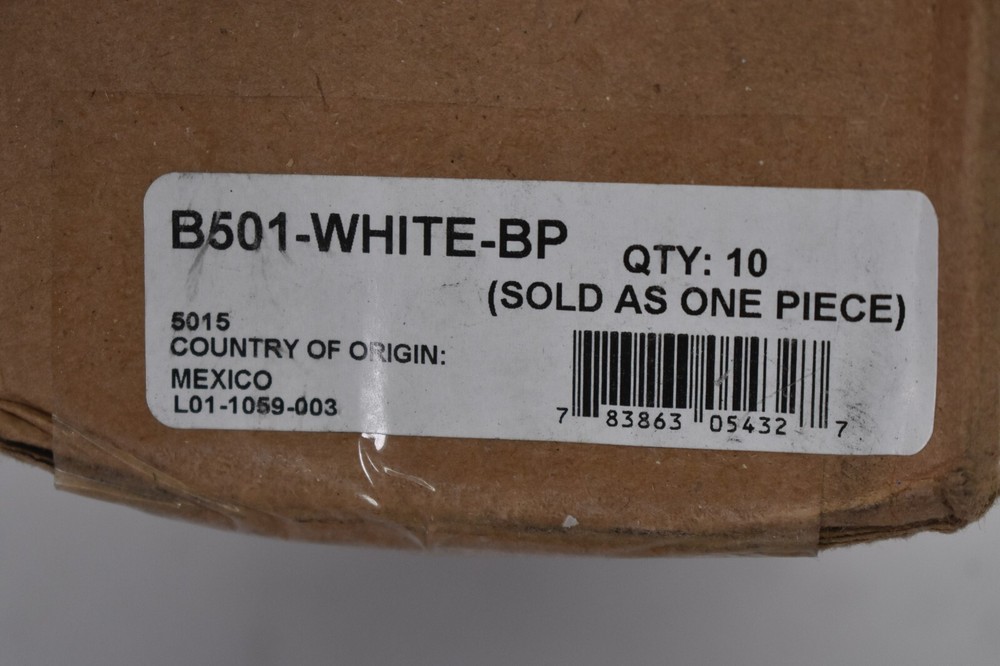 B501-WHITE-BP
QTY: 10
(SOLD AS ONE PIECE)
5015
COUNTRY OF ORIGIN:
MEXICO
L01-1059-003
7 83863 05432 7